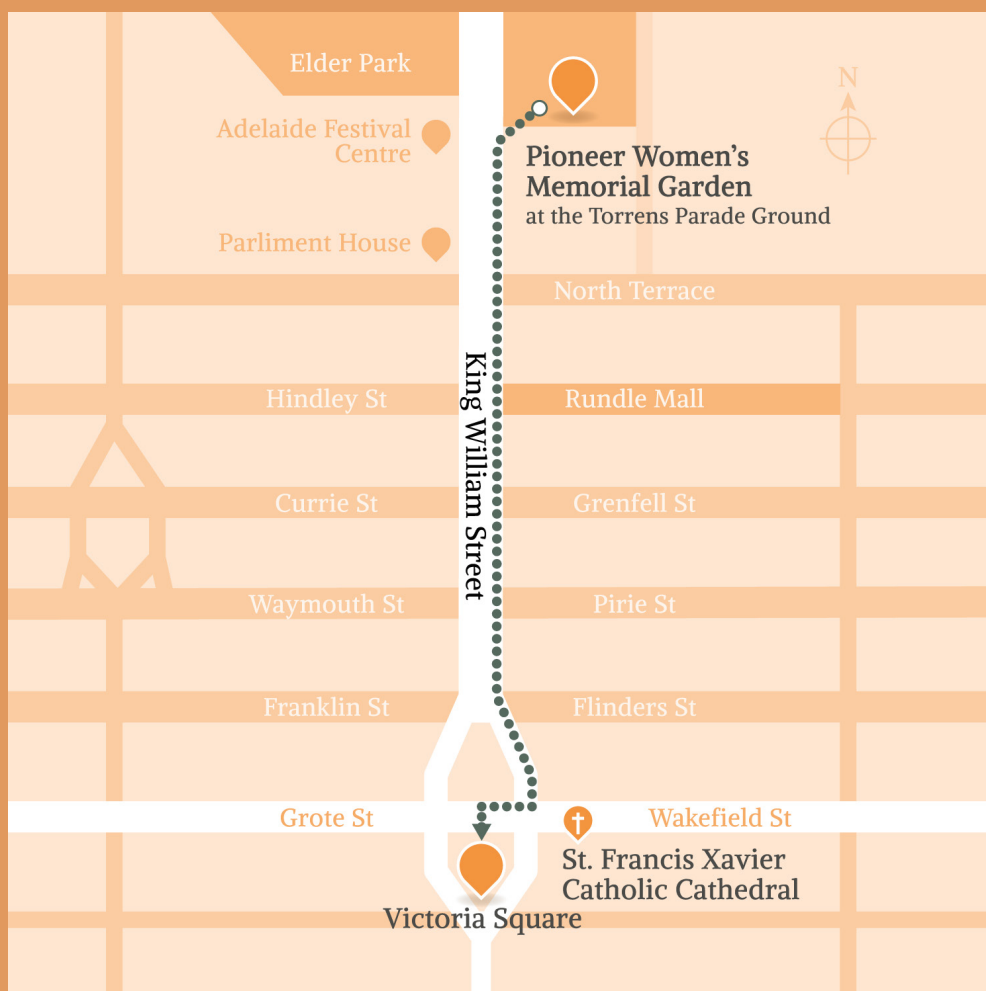 Elder Park
N
Adelaide Festival
Centre
Pioneer Women's
Memorial Garden
at the Torrens Parade Ground
Parliment House
North Terrace
King William Street
Hindley St
Rundle Mall
Currie St
Grenfell St
Waymouth St
Pirie St
Franklin St
Flinders St
Grote St
Wakefield St
St. Francis Xavier
Catholic Cathedral
Victoria Square